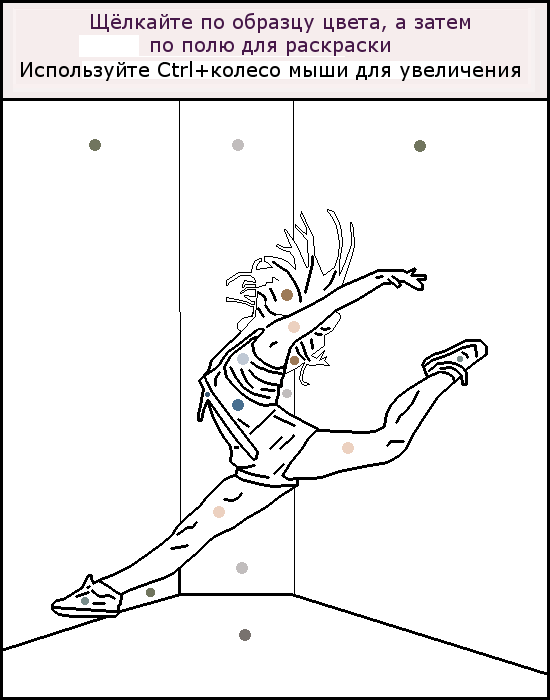 Щёлкайте по образцу цвета, а затем
по полю для раскраски
Используйте Ctrl+колесо мыши для увеличения